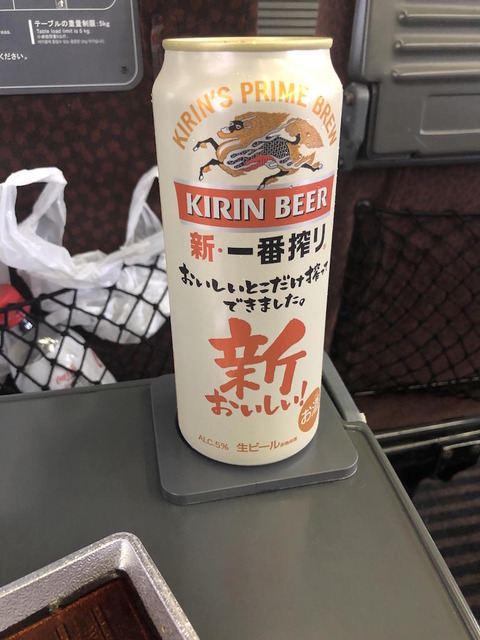 テーブルの重量制限：5kg
Table load limit is 5 kg.
ください。
KIRIN'S PRIME BREW
KIRIN BEER
新・一番搾り
おいしいとこだけ搾って
できました。
新
おいしい!
お酒
ALC.5% 生ビール